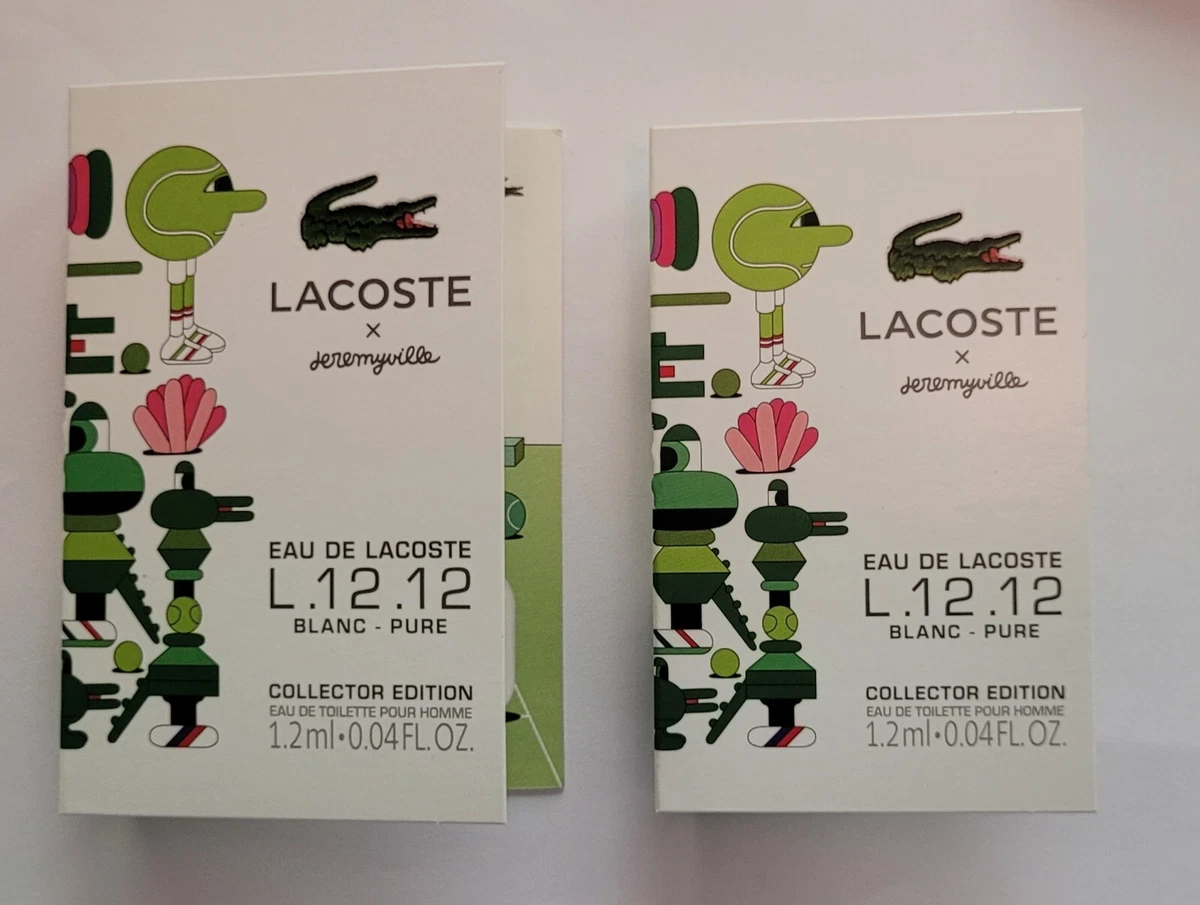 LACOSTE
x
Jeremyville
EAU DE LACOSTE
L.12.12
BLANC - PURE
COLLECTOR EDITION
EAU DE TOILETTE POUR HOMME
1.2ml•0.04FL.OZ.
LACOSTE
x
Jeremyville
EAU DE LACOSTE
L.12.12
BLANC - PURE
COLLECTOR EDITION
EAU DE TOILETTE POUR HOMME
1.2ml•0.04FL.OZ.